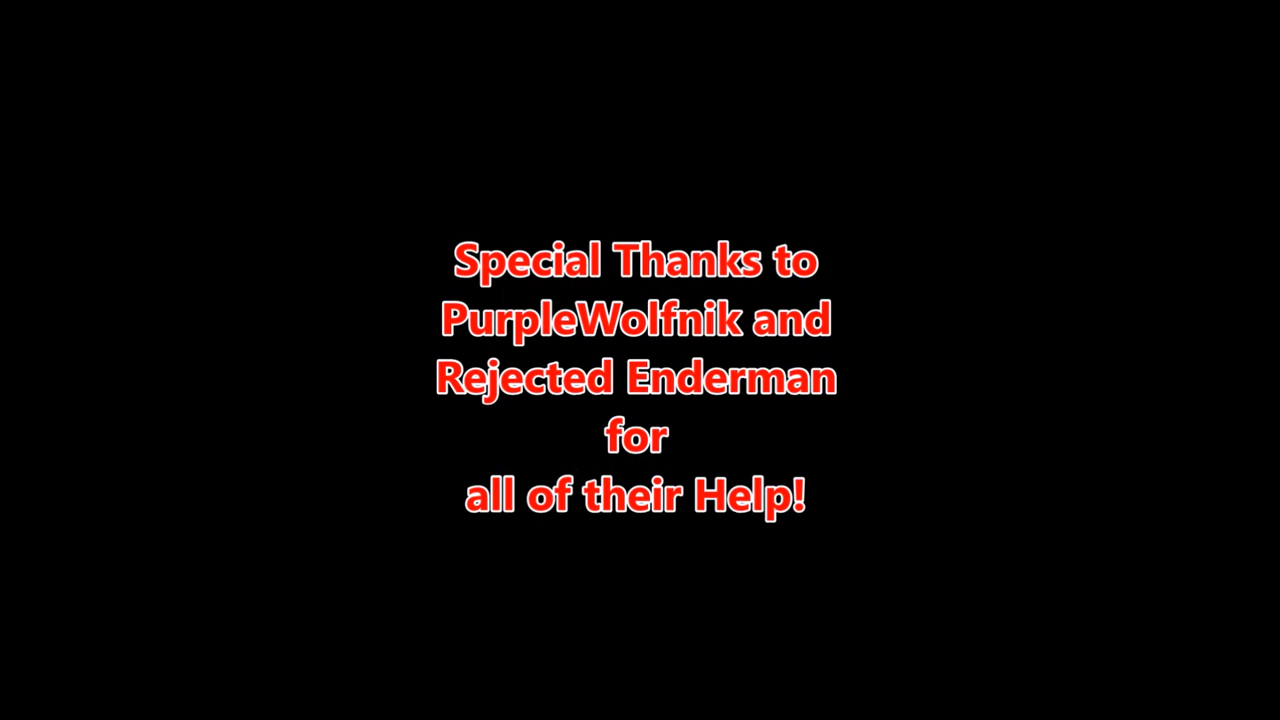 Special Thanks to
PurpleWolfnik and
Rejected Enderman
for
all of their Help!